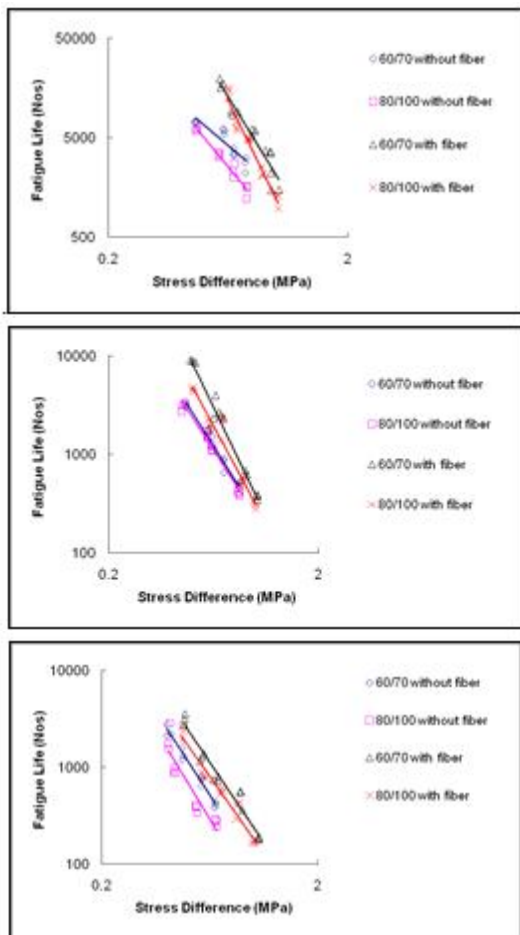 50000
5000
500
0.2
2
Fatigue Life (Nos)
Stress Difference (MPa)
60/70 without fiber
80/100 without fiber
60/70 with fiber
80/100 with fiber
10000
1000
100
0.2
2
Fatigue Life (Nos)
Stress Difference (MPa)
60/70 without fiber
80/100 without fiber
60/70 with fiber
80/100 with fiber
10000
1000
100
0.2
2
Fatigue Life (Nos)
Stress Difference (MPa)
60/70 without fiber
80/100 without fiber
60/70 with fiber
80/100 with fiber